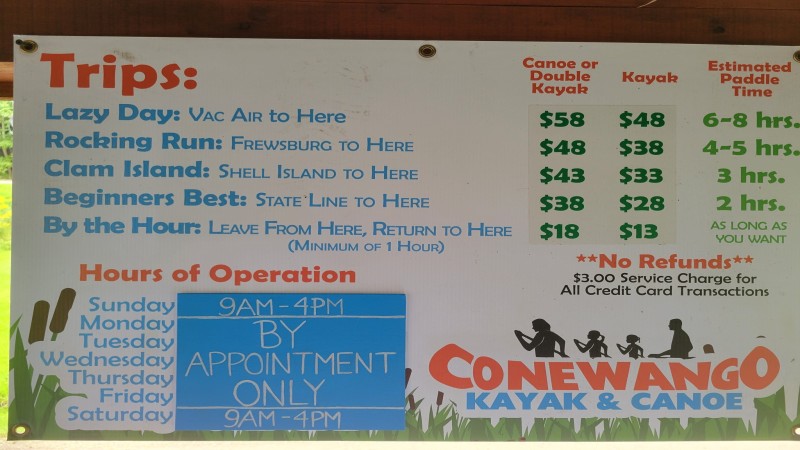 Trips:
Canoe or Double Kayak Kayak Estimated Paddle Time
Lazy Day: Vac Air to Here $58 $48 6-8 hrs.
Rocking Run: Frewsburg to Here $48 $38 4-5 hrs.
Clam Island: Shell Island to Here $43 $33 3 hrs.
Beginners Best: State Line to Here $38 $28 2 hrs.
By the Hour: Leave From Here, Return to Here $18 $13 AS LONG AS YOU WANT
(Minimum of 1 Hour)
**No Refunds**
$3.00 Service Charge for
All Credit Card Transactions
Hours of Operation
Sunday 9AM-4PM
Monday
Tuesday
Wednesday
Thursday
Friday
BY
APPOINTMENT
ONLY
Saturday 9AM-4PM
CONEWANGO
KAYAK & CANOE